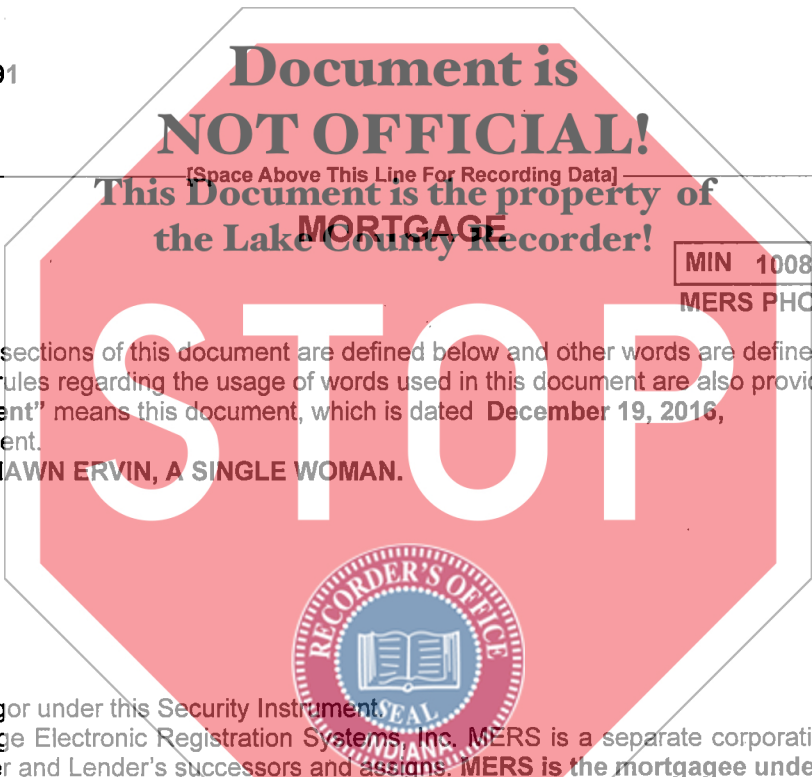 91
Document is
NOT OFFICIAL!
[Space Above This Line For Recording Data]
This Document is the property of
MORTGAGE
the Lake County Recorder!
MIN 1008
MERS PHO
sections of this document are defined below and other words are define
rules regarding the usage of words used in this document are also provid
ent” means this document, which is dated December 19, 2016,
ent.
AWN ERVIN, A SINGLE WOMAN.
STOP
RECORDER'S OFFICE
SEAL
INDIANA
gor under this Security Instrument.
ge Electronic Registration Systems, Inc. MERS is a separate corporati
r and Lender's successors and assigns. MERS is the mortgagee unde